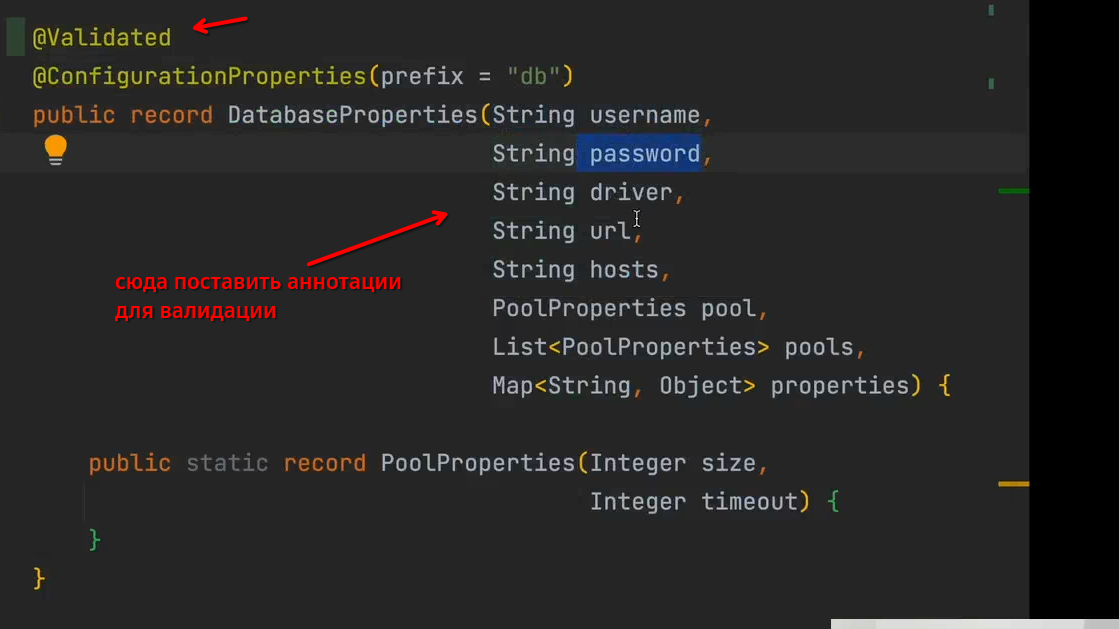 @Validated
@ConfigurationProperties(prefix = "db")
public record DatabaseProperties(String username,
String password,
String driver,
String url,
String hosts,
PoolProperties pool,
List<PoolProperties> pools,
Map<String, Object> properties) {
сюда поставить аннотации
для валидации
public static record PoolProperties(Integer size,
Integer timeout) {
}
}